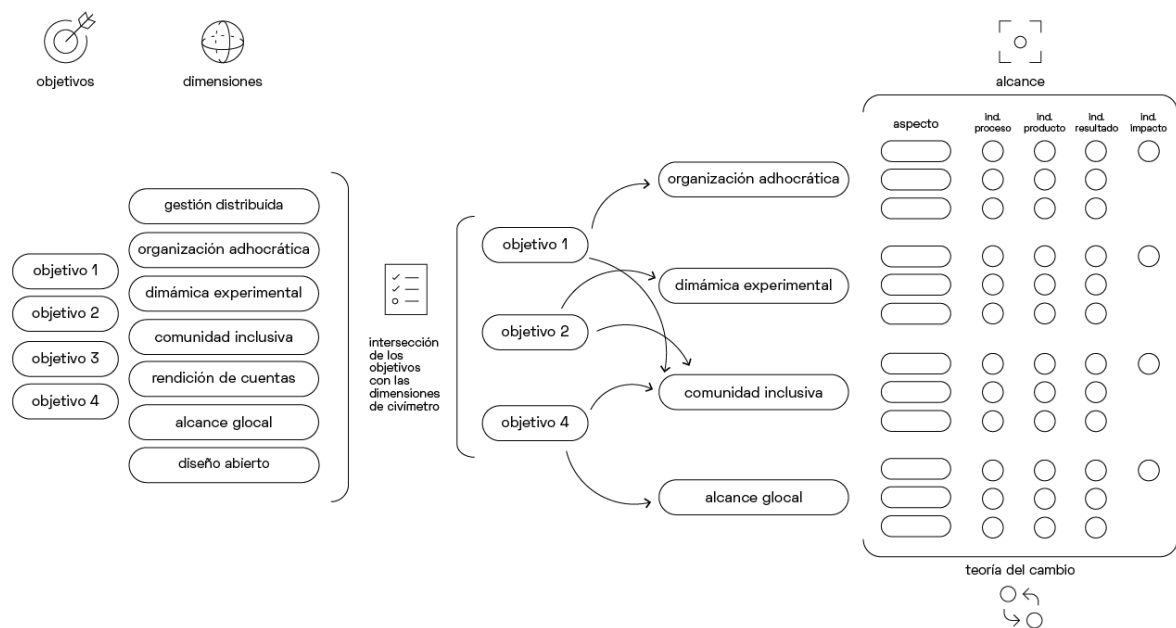 objetivos
dimensiones
alcance
objetivo 1
objetivo 2
objetivo 3
objetivo 4
gestión distribuida
organización adhocrática
dimámica experimental
comunidad inclusiva
rendición de cuentas
alcance glocal
diseño abierto
intersección
de los
objetivos
con las
dimensiones
de civímetro
objetivo 1
objetivo 2
objetivo 4
organización adhocrática
dimámica experimental
comunidad inclusiva
alcance glocal
aspecto
ind.
proceso
ind.
producto
ind.
resultado
ind.
impacto
teoría del cambio